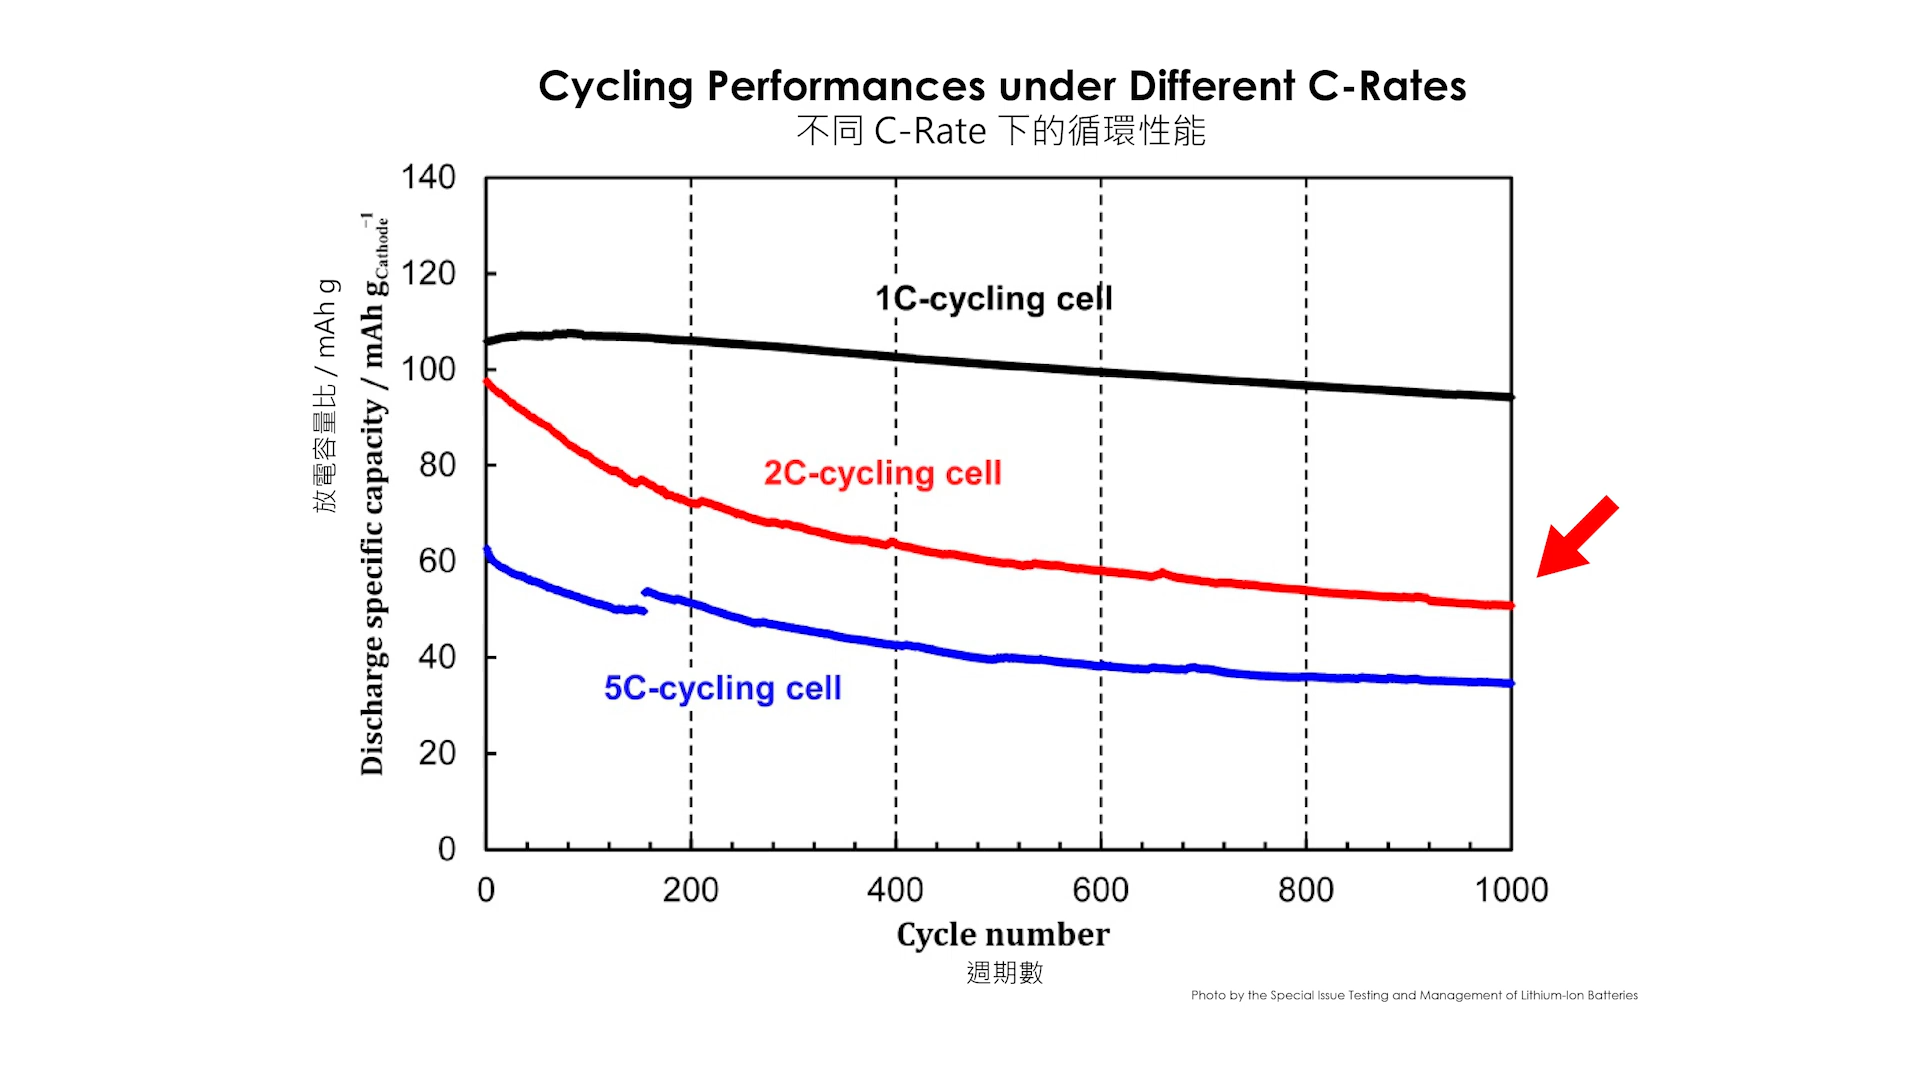 Cycling Performances under Different C-Rates
不同 C-Rate 下的循環性能
放電容量比 / mAh g
Discharge specific capacity / mAh gCathode−1
140
120
100
80
60
40
20
0
1C-cycling cell
2C-cycling cell
5C-cycling cell
0 200 400 600 800 1000
Cycle number
週期數
Photo by the Special Issue Testing and Management of Lithium-Ion Batteries